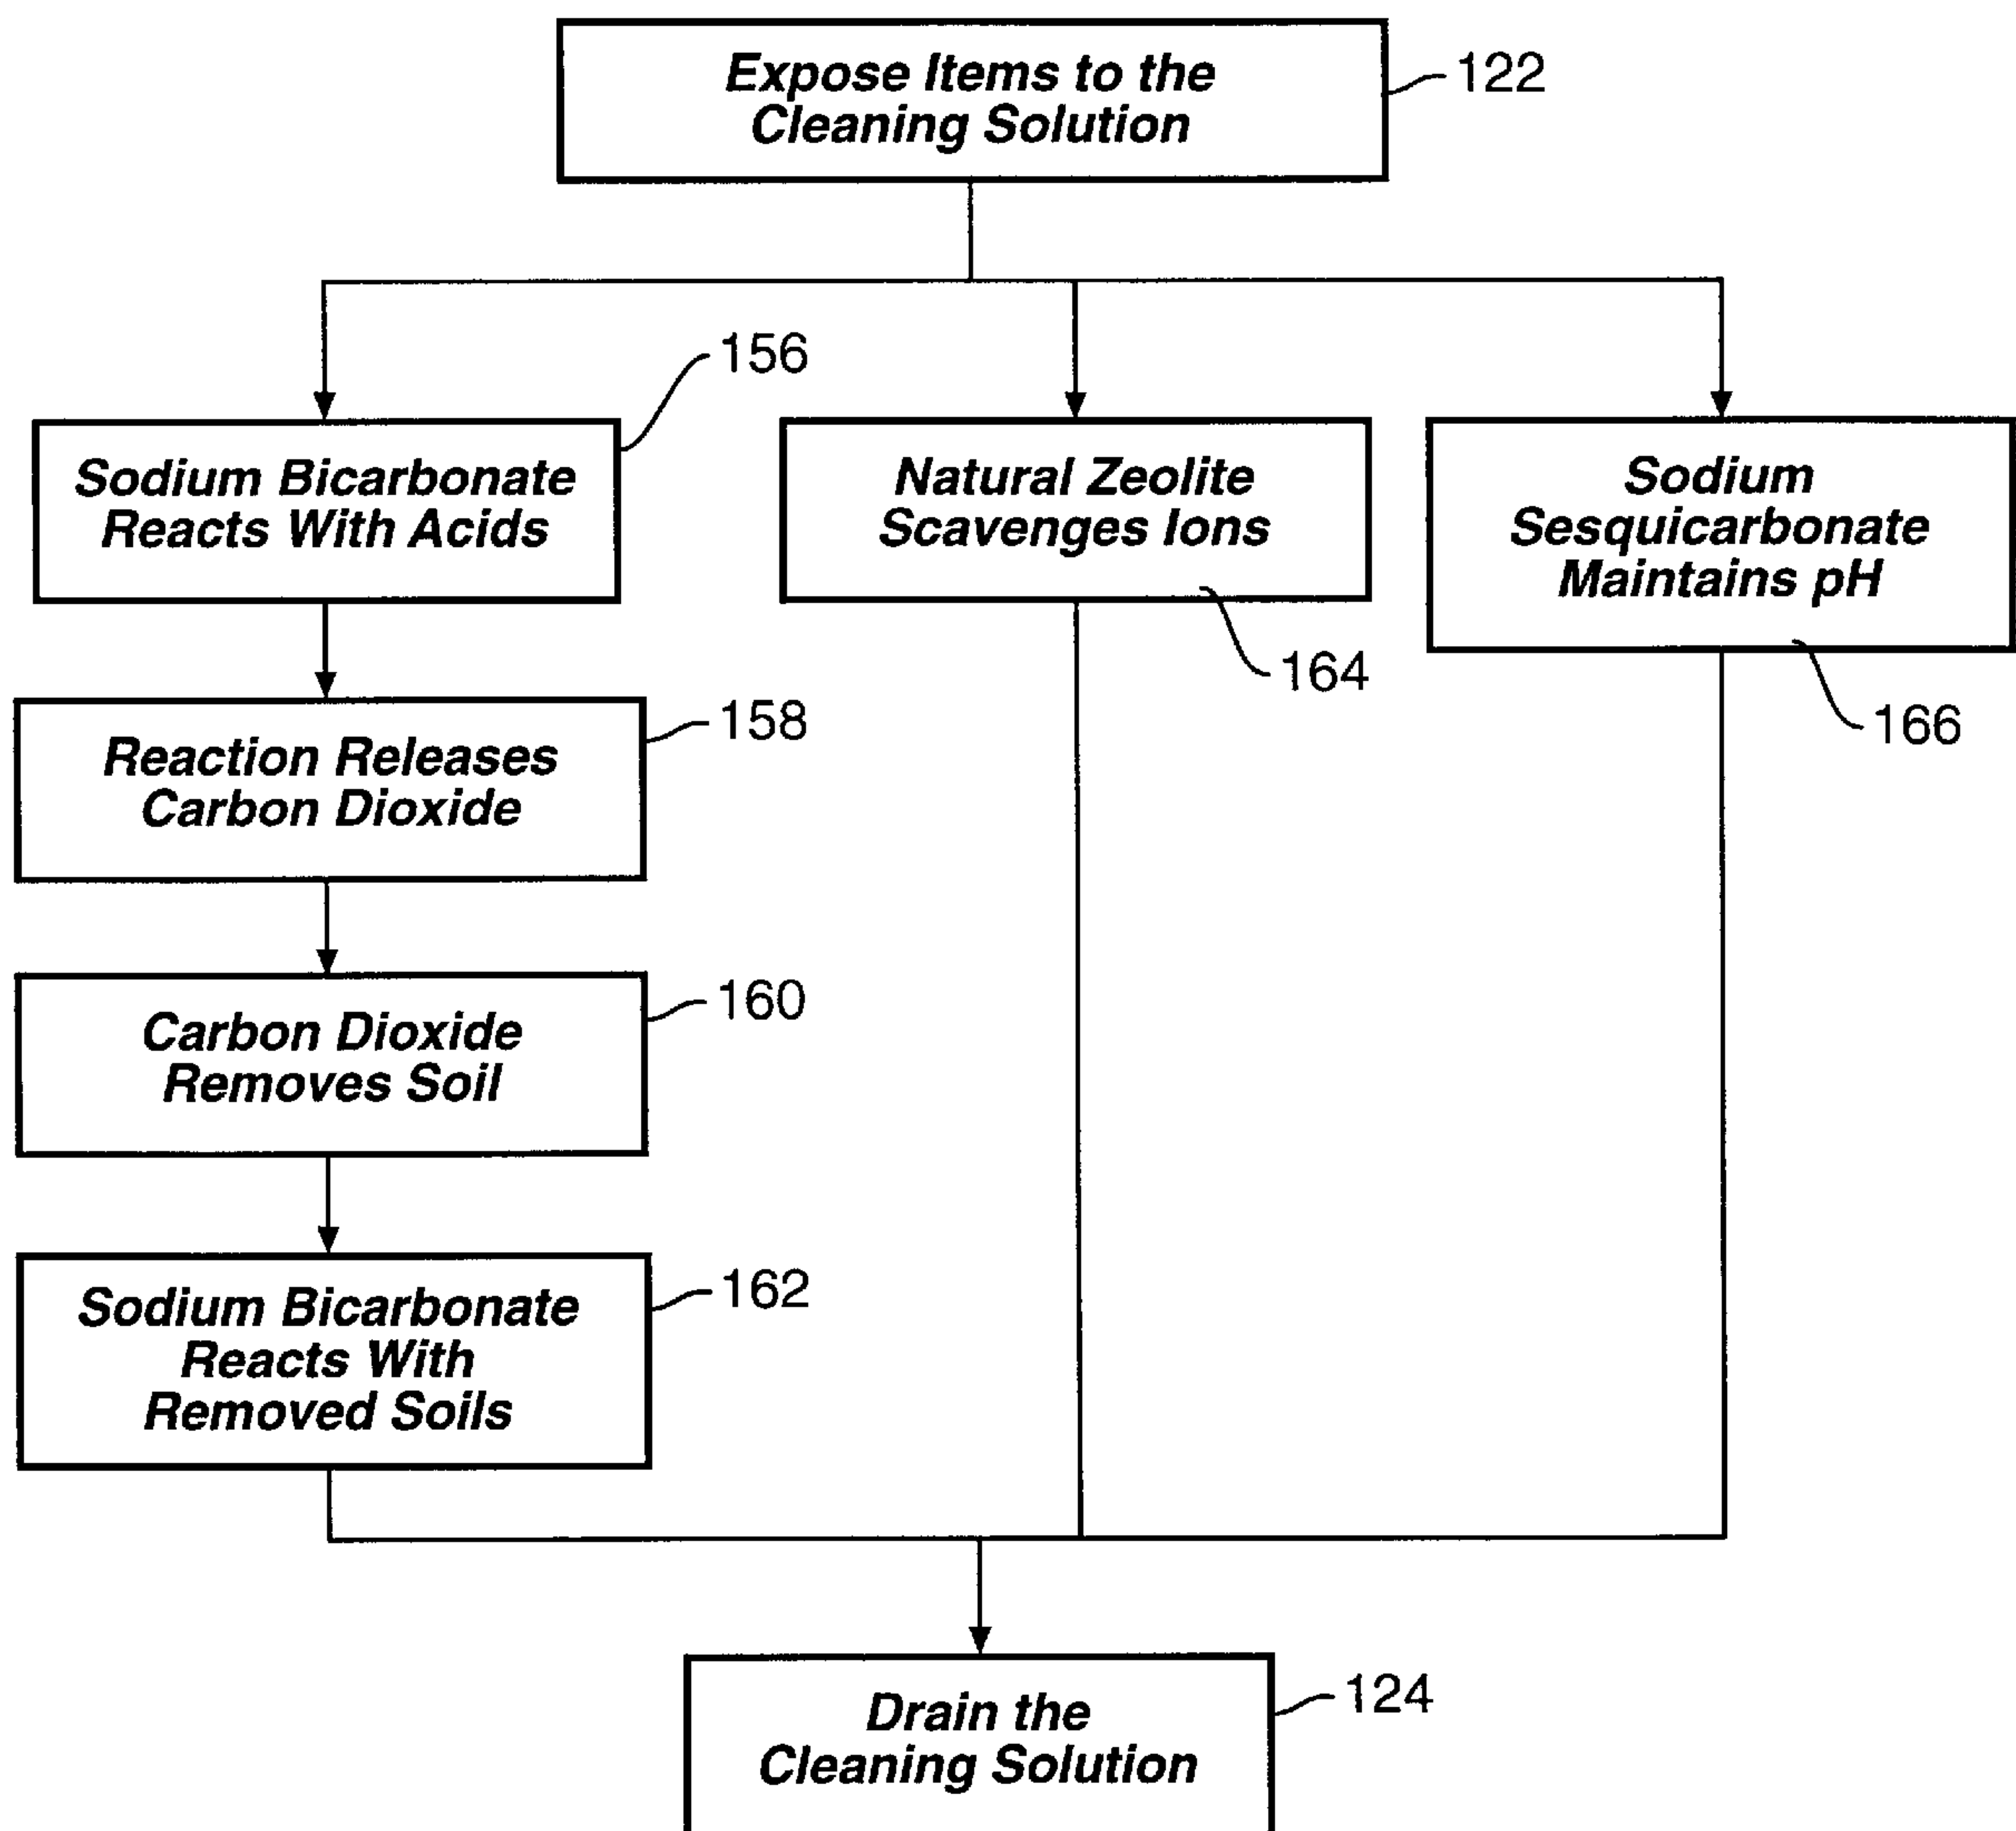 Expose Items to the
Cleaning Solution
122
156
Sodium Bicarbonate
Reacts With Acids
Natural Zeolite
Scavenges Ions
164
Sodium
Sesquicarbonate
Maintains pH
166
Reaction Releases
Carbon Dioxide
158
Carbon Dioxide
Removes Soil
160
Sodium Bicarbonate
Reacts With
Removed Soils
162
Drain the
Cleaning Solution
124